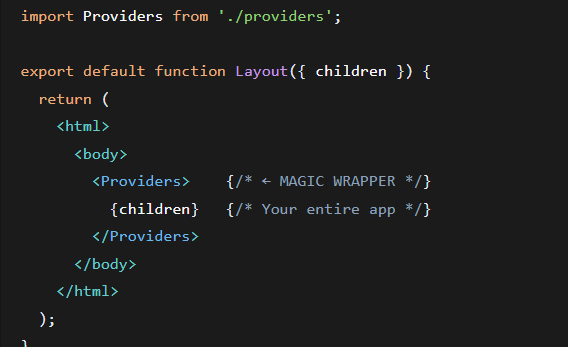 import Providers from './providers';
export default function Layout({ children }) {
return (
<html>
<body>
<Providers> {/* ← MAGIC WRAPPER */}
{children} {/* Your entire app */}
</Providers>
</body>
</html>
);
}